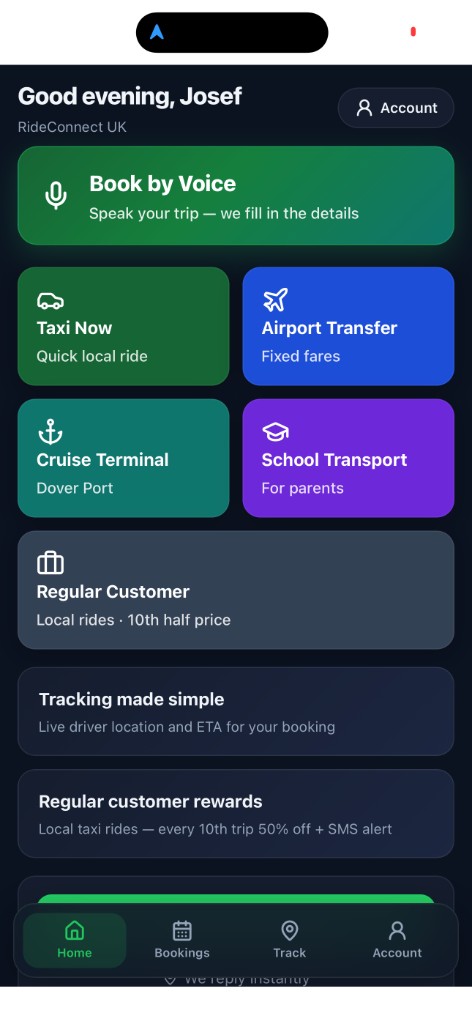 Good evening, Josef
RideConnect UK
Account
Book by Voice
Speak your trip — we fill in the details
Taxi Now
Quick local ride
Airport Transfer
Fixed fares
Cruise Terminal
Dover Port
School Transport
For parents
Regular Customer
Local rides · 10th half price
Tracking made simple
Live driver location and ETA for your booking
Regular customer rewards
Local taxi rides — every 10th trip 50% off + SMS alert
Home
Bookings
Track
Account
We reply instantly